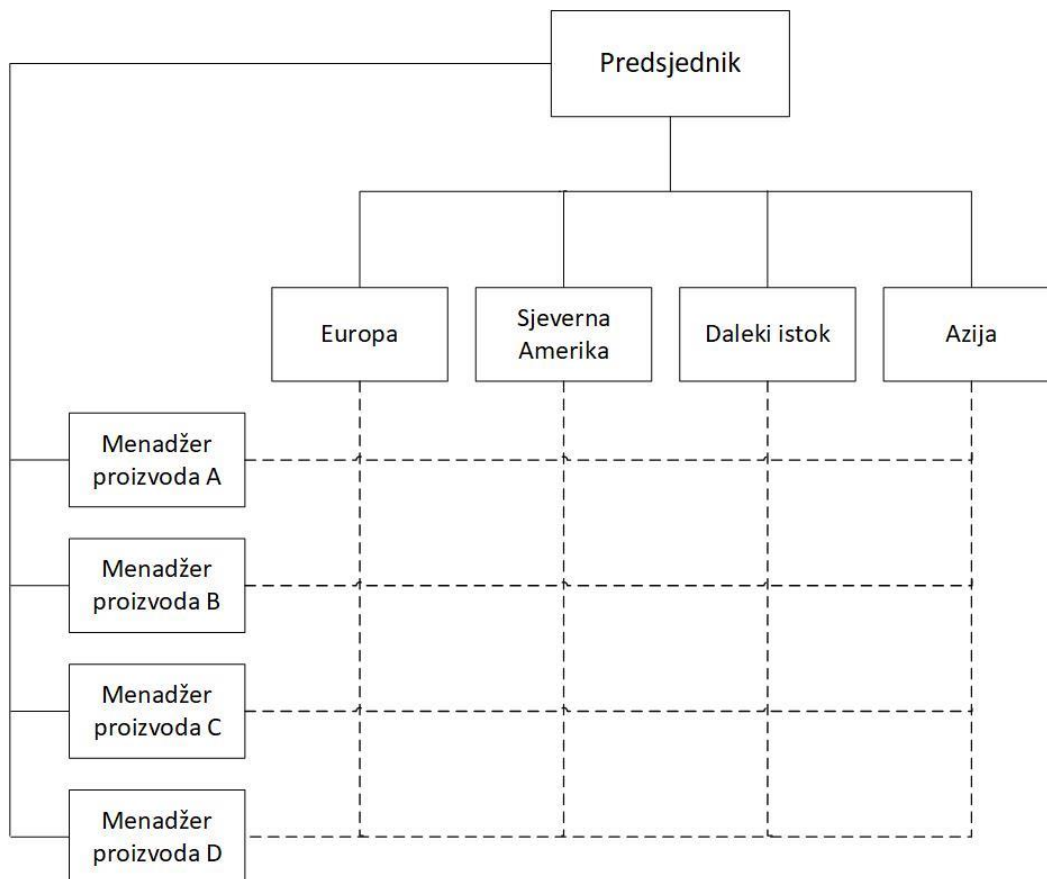 Predsjednik
Europa
Sjeverna
Amerika
Daleki istok
Azija
Menadžer
proizvoda A
Menadžer
proizvoda B
Menadžer
proizvoda C
Menadžer
proizvoda D